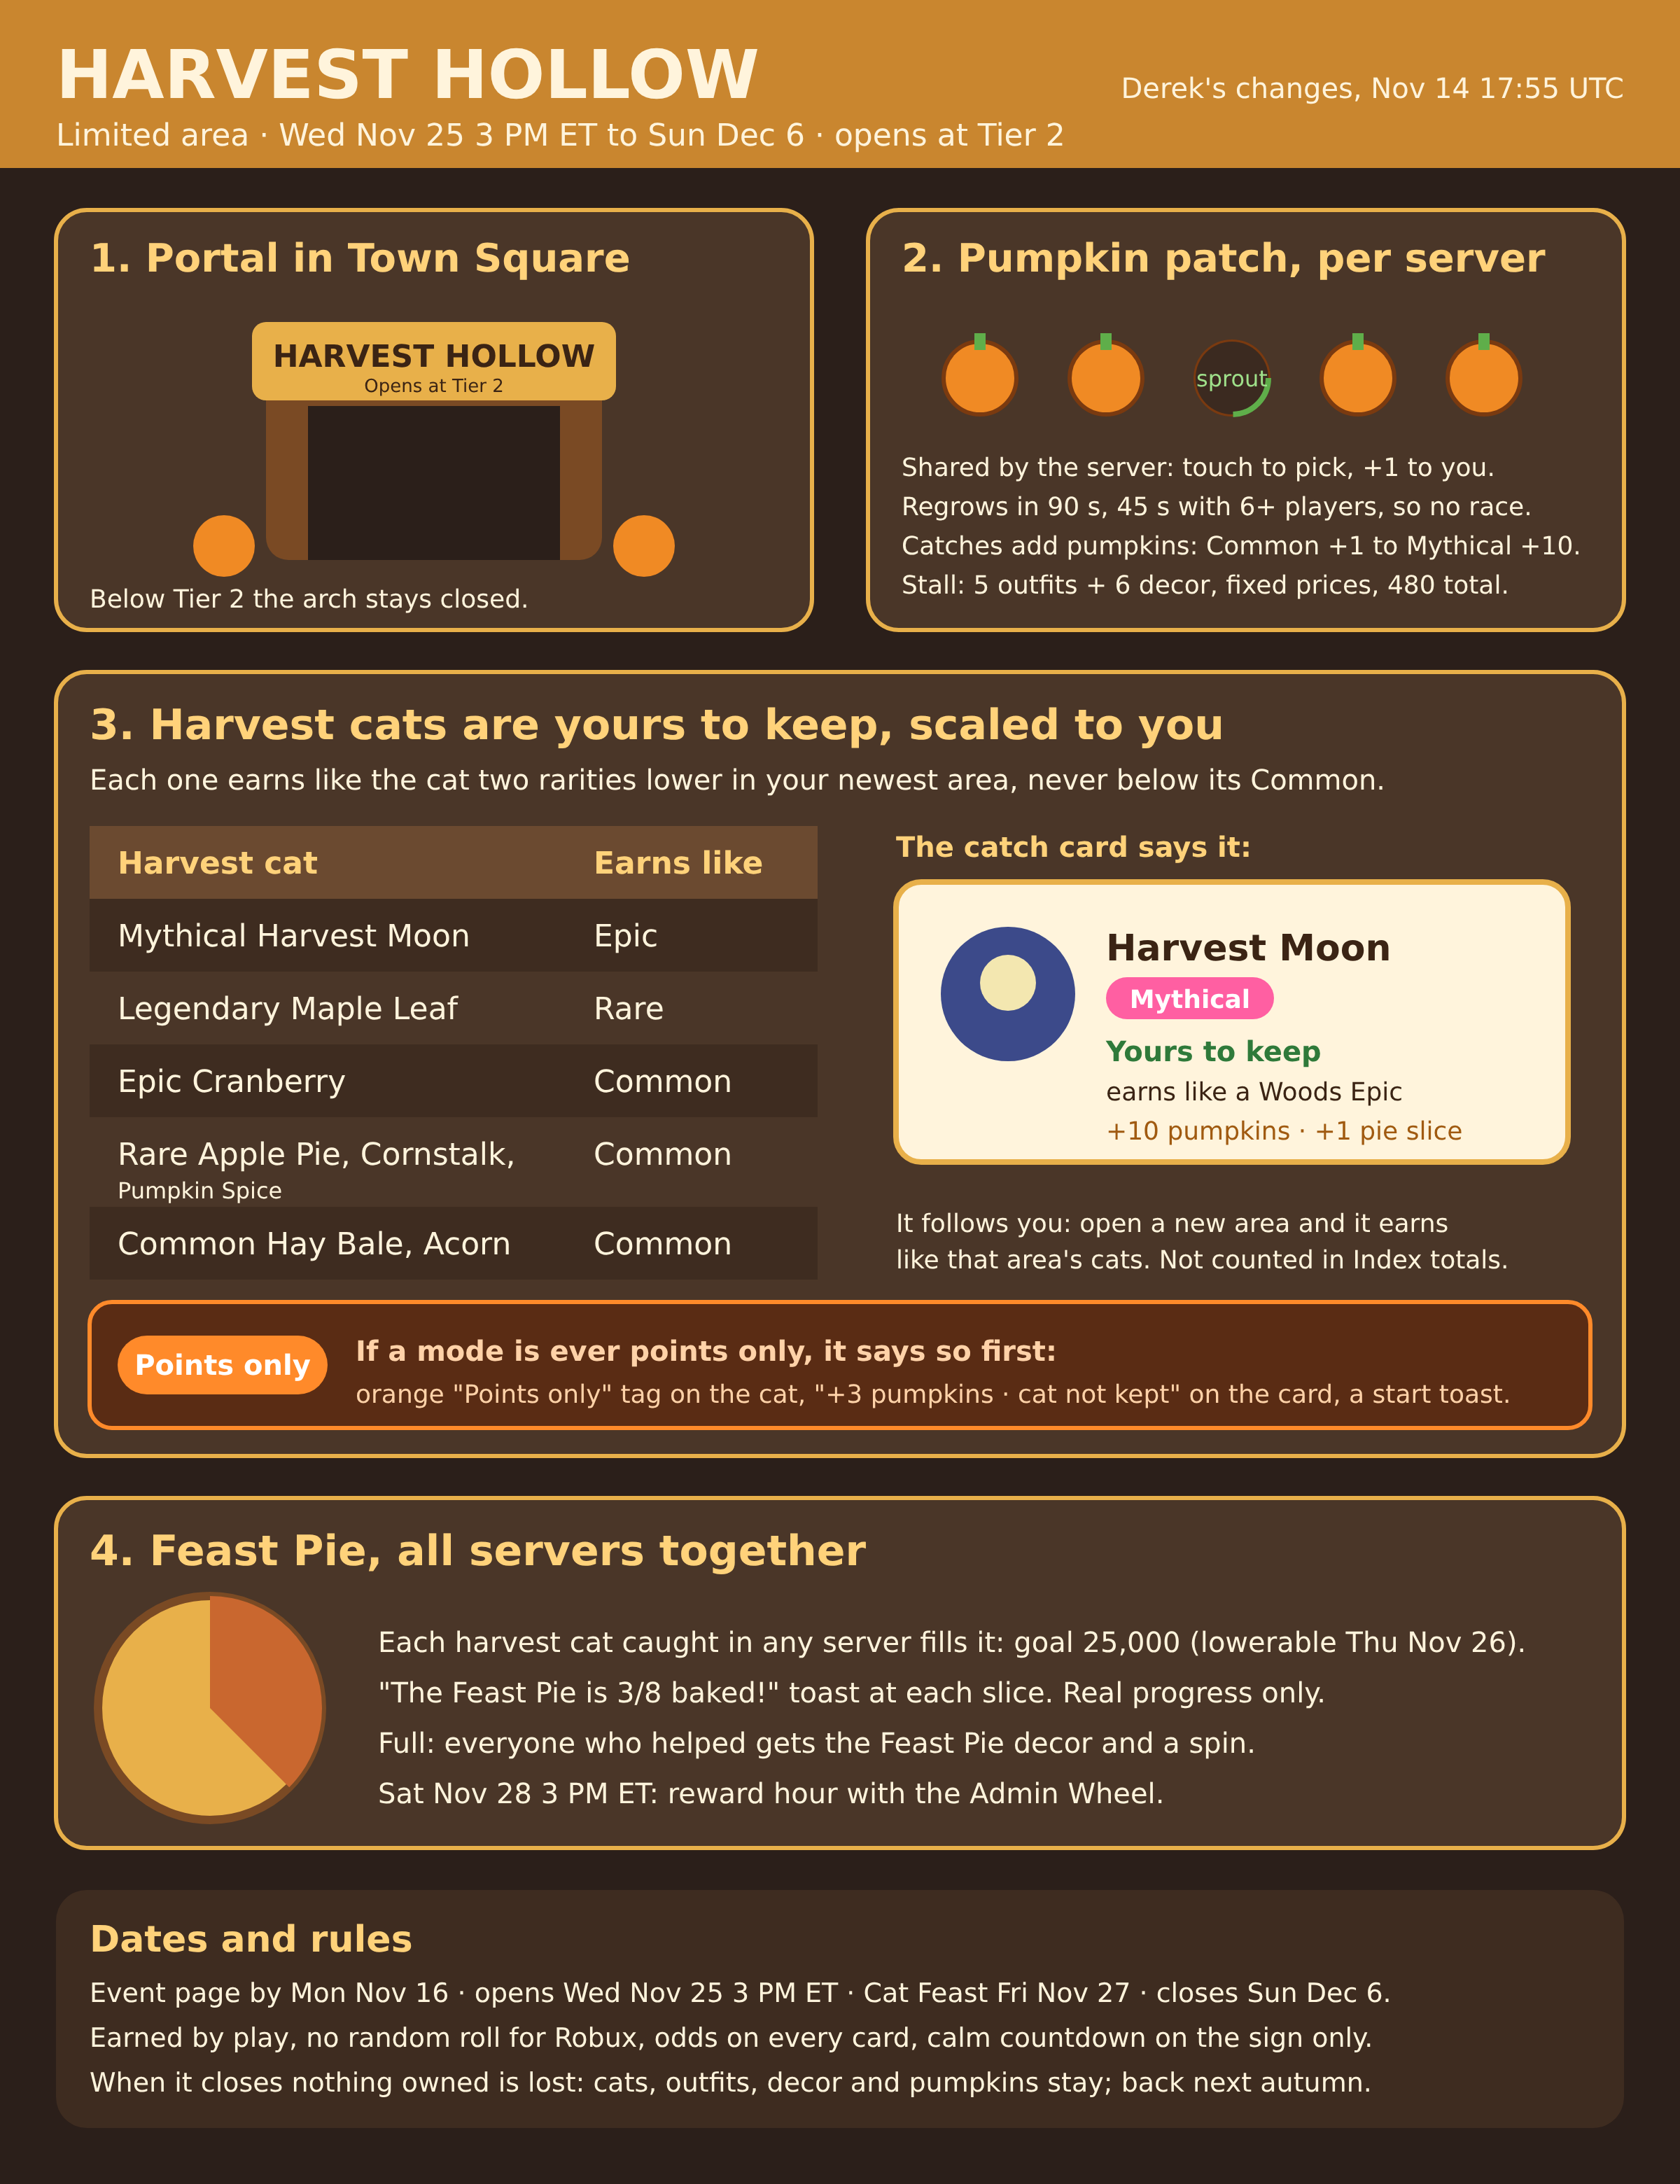 HARVEST HOLLOW
Derek's changes, Nov 14 17:55 UTC
Limited area · Wed Nov 25 3 PM ET to Sun Dec 6 · opens at Tier 2
1. Portal in Town Square
HARVEST HOLLOW
Opens at Tier 2
Below Tier 2 the arch stays closed.
2. Pumpkin patch, per server
sprout
Shared by the server: touch to pick, +1 to you.
Regrows in 90 s, 45 s with 6+ players, so no race.
Catches add pumpkins: Common +1 to Mythical +10.
Stall: 5 outfits + 6 decor, fixed prices, 480 total.
3. Harvest cats are yours to keep, scaled to you
Each one earns like the cat two rarities lower in your newest area, never below its Common.
Harvest cat Earns like
Mythical Harvest Moon Epic
Legendary Maple Leaf Rare
Epic Cranberry Common
Rare Apple Pie, Cornstalk, Common
Pumpkin Spice
Common Hay Bale, Acorn Common
The catch card says it:
Harvest Moon
Mythical
Yours to keep
earns like a Woods Epic
+10 pumpkins · +1 pie slice
It follows you: open a new area and it earns
like that area's cats. Not counted in Index totals.
Points only
If a mode is ever points only, it says so first:
orange "Points only" tag on the cat, "+3 pumpkins · cat not kept" on the card, a start toast.
4. Feast Pie, all servers together
Each harvest cat caught in any server fills it: goal 25,000 (lowerable Thu Nov 26).
"The Feast Pie is 3/8 baked!" toast at each slice. Real progress only.
Full: everyone who helped gets the Feast Pie decor and a spin.
Sat Nov 28 3 PM ET: reward hour with the Admin Wheel.
Dates and rules
Event page by Mon Nov 16 · opens Wed Nov 25 3 PM ET · Cat Feast Fri Nov 27 · closes Sun Dec 6.
Earned by play, no random roll for Robux, odds on every card, calm countdown on the sign only.
When it closes nothing owned is lost: cats, outfits, decor and pumpkins stay; back next autumn.